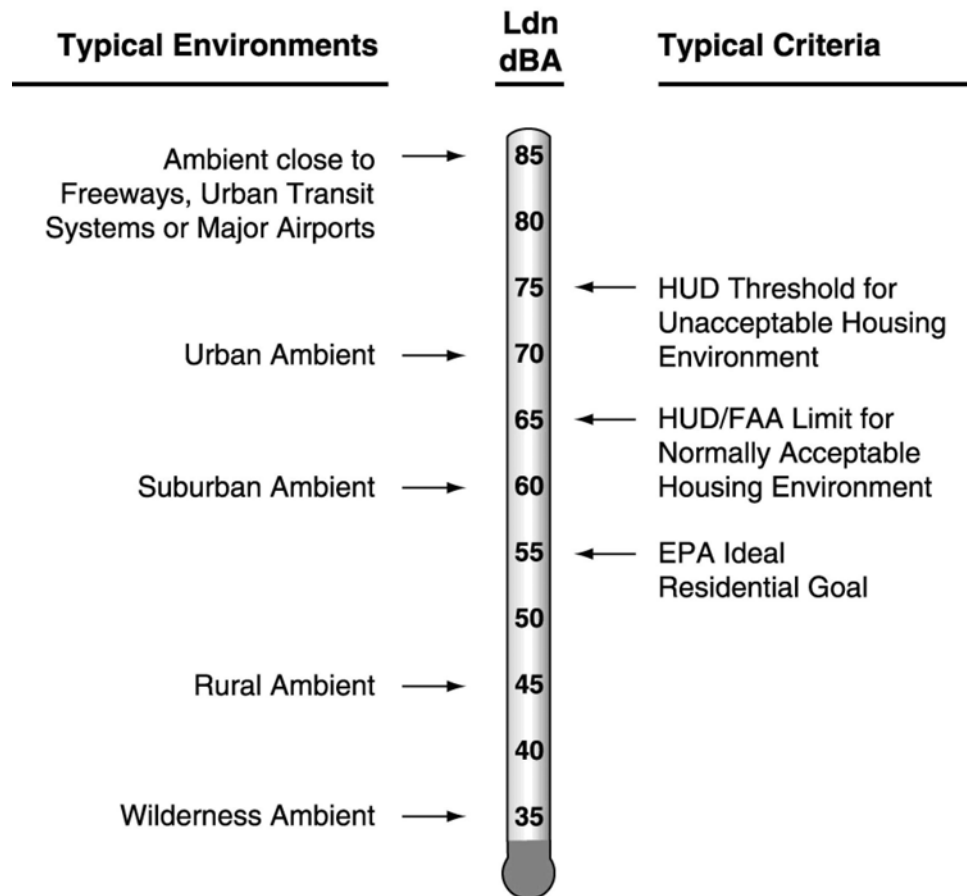 Typical Environments
Ldn
dBA
Typical Criteria
Ambient close to
Freeways, Urban Transit
Systems or Major Airports
85
80
75
HUD Threshold for
Unacceptable Housing
Environment
Urban Ambient
70
65
HUD/FAA Limit for
Normally Acceptable
Housing Environment
Suburban Ambient
60
55
EPA Ideal
Residential Goal
50
Rural Ambient
45
40
Wilderness Ambient
35